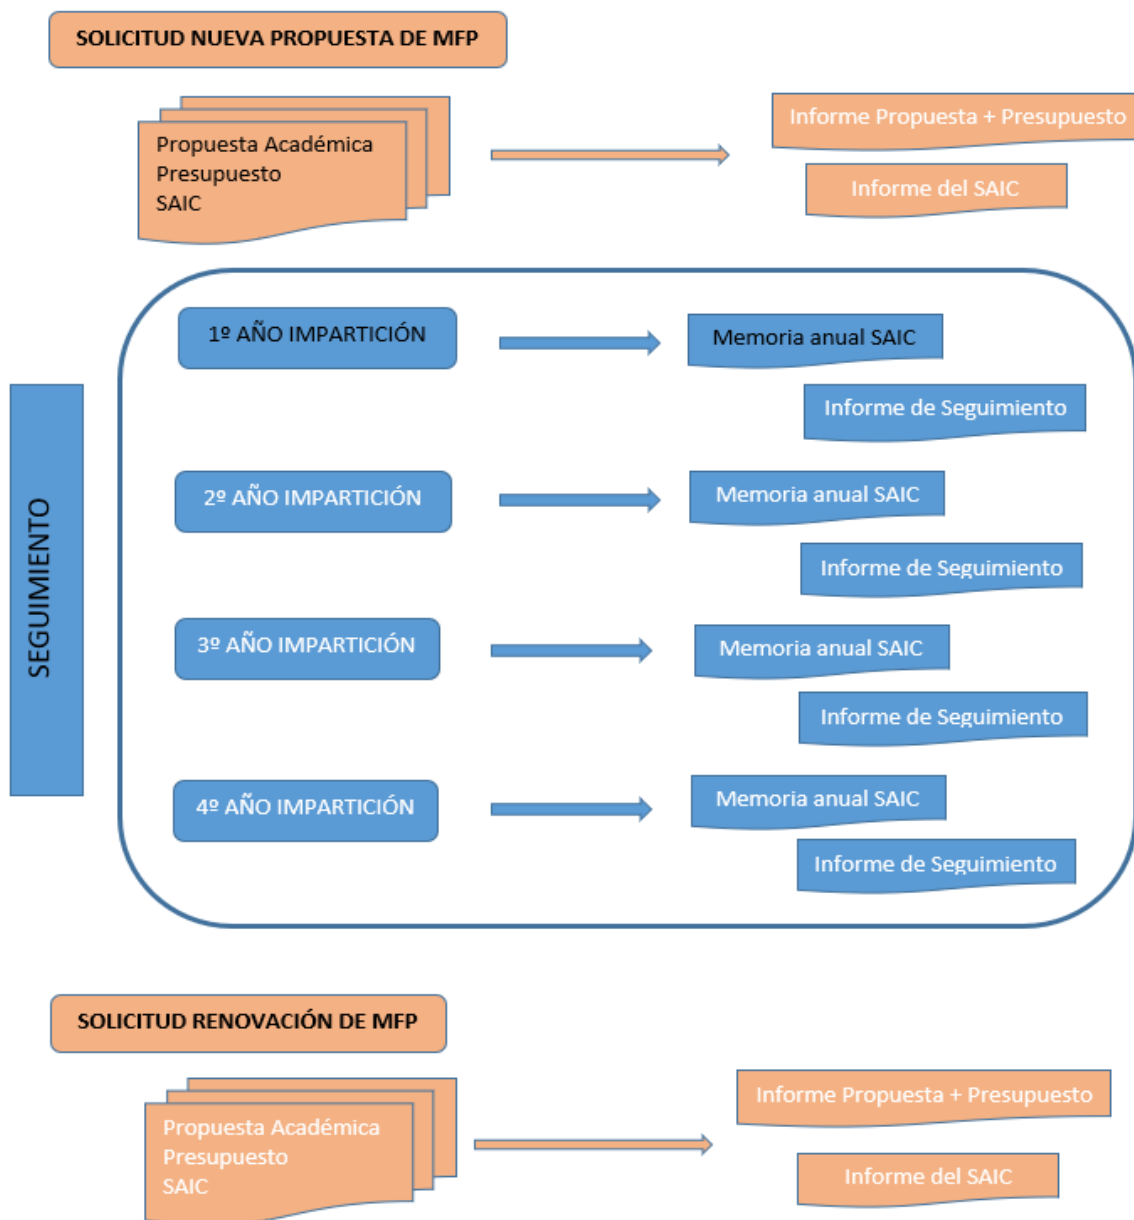 SOLICITUD NUEVA PROPUESTA DE MFP
Propuesta Académica
Presupuesto
SAIC
Informe Propuesta + Presupuesto
Informe del SAIC
SEGUIMIENTO
1º AÑO IMPARTICIÓN
Memoria anual SAIC
Informe de Seguimiento
2º AÑO IMPARTICIÓN
Memoria anual SAIC
Informe de Seguimiento
3º AÑO IMPARTICIÓN
Memoria anual SAIC
Informe de Seguimiento
4º AÑO IMPARTICIÓN
Memoria anual SAIC
Informe de Seguimiento
SOLICITUD RENOVACIÓN DE MFP
Propuesta Académica
Presupuesto
SAIC
Informe Propuesta + Presupuesto
Informe del SAIC